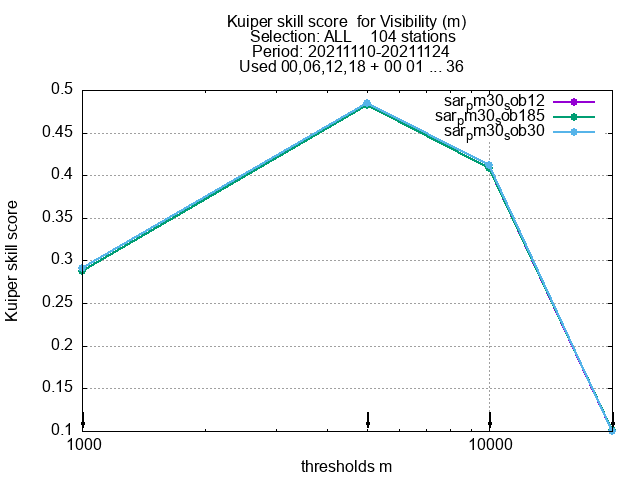 Kuiper skill score for Visibility (m)
Selection: ALL 104 stations
Period: 20211110-20211124
Used 00,06,12,18 + 00 01 ... 36
sarpm30sob12
sarpm30sob185
sarpm30sob30
0.5
0.45
0.4
0.35
0.3
0.25
0.2
0.15
0.1
Kuiper skill score
1000
10000
thresholds m